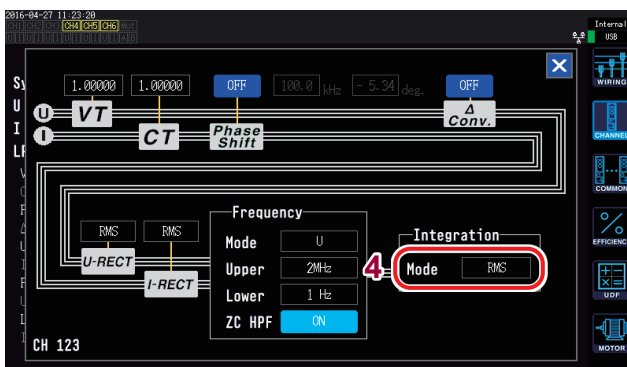 2016-04-27 11:23:20
CH1 CH2 CH3 CH4 CH5 CH6 Mot
U I U I U I U I U I U I A B
Internal
USB
WIRING
CHANNEL
COMMON
EFFICIENC
UDF
MOTOR
1.00000 1.00000 OFF 100.0 kHz - 5.34 deg. OFF
U VT Δ Conv.
I CT Phase Shift
Frequency
Mode U
Upper 2MHz
Lower 1 Hz
ZC HPF ON
RMS RMS
U-RECT
I-RECT
4
Integration
Mode RMS
CH 123